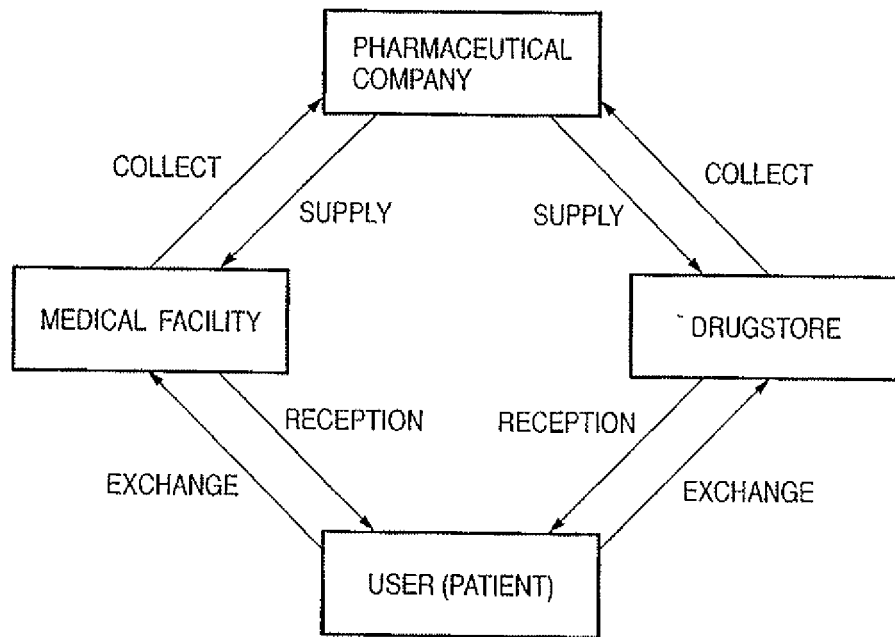 PHARMACEUTICAL
COMPANY
COLLECT
COLLECT
SUPPLY
SUPPLY
MEDICAL FACILITY
DRUGSTORE
RECEPTION
RECEPTION
EXCHANGE
EXCHANGE
USER (PATIENT)